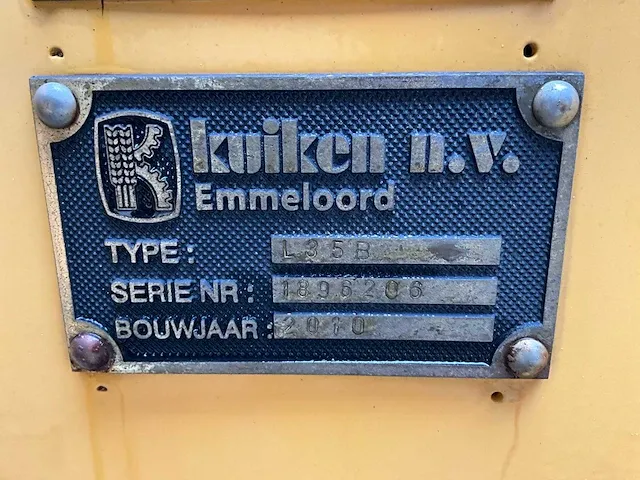 kuiken n.v.
Emmeloord
TYPE: L35B
SERIE NR: 1896206
BOUWJAAR: 2010